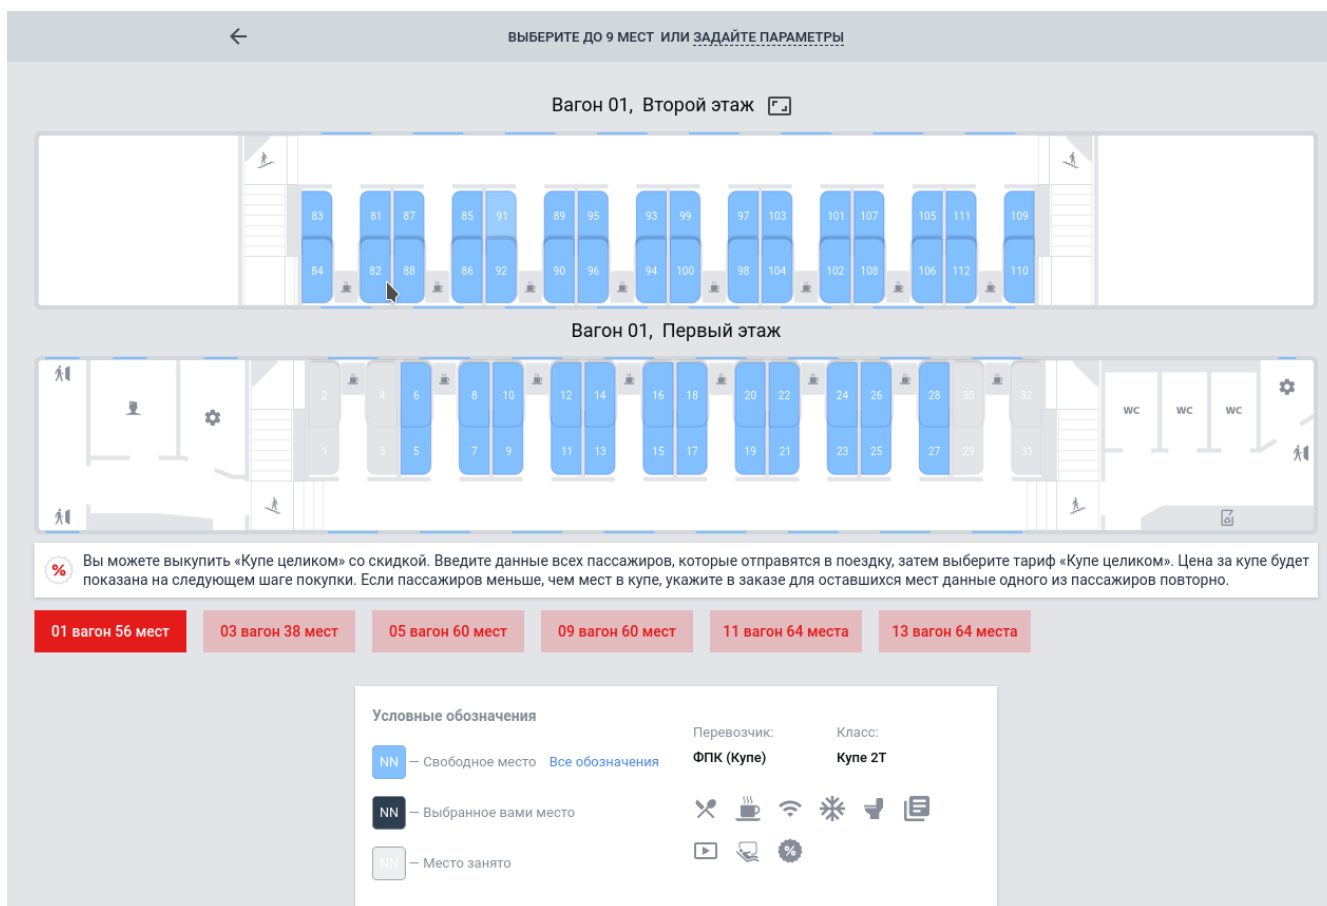 ВЫБЕРИТЕ ДО 9 МЕСТ ИЛИ ЗАДАЙТЕ ПАРАМЕТРЫ
Вагон 01, Второй этаж
83 81 87 85 91 89 95 93 99 97 103 101 107 105 111 109
84 82 88 86 92 90 96 94 100 98 104 102 108 106 112 110
Вагон 01, Первый этаж
2 4 6 8 10 12 14 16 18 20 22 24 26 28 30 32
WC WC WC
1 3 5 7 9 11 13 15 17 19 21 23 25 27 29 31
% Вы можете выкупить «Купе целиком» со скидкой. Введите данные всех пассажиров, которые отправятся в поездку, затем выберите тариф «Купе целиком». Цена за купе будет
показана на следующем шаге покупки. Если пассажиров меньше, чем мест в купе, укажите в заказе для оставшихся мест данные одного из пассажиров повторно.
01 вагон 56 мест 03 вагон 38 мест 05 вагон 60 мест 09 вагон 60 мест 11 вагон 64 места 13 вагон 64 места
Условные обозначения
Перевозчик: Класс:
ФПК (Купе) Купе 2Т
NN — Свободное место Все обозначения
NN — Выбранное вами место
NN — Место занято
%